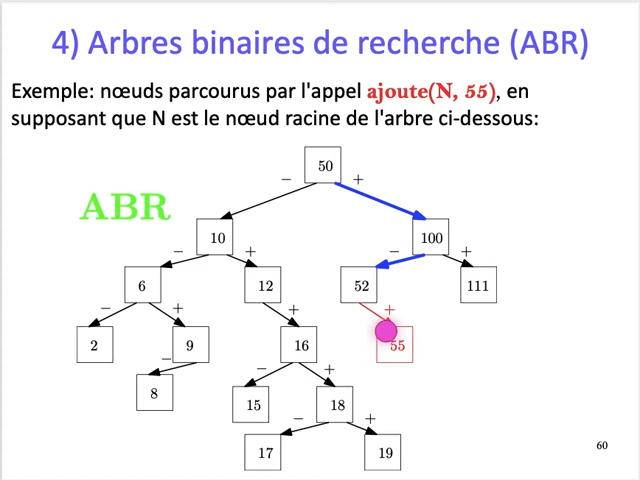 4) Arbres binaires de recherche (ABR)
Exemple: nœuds parcourus par l'appel ajoute(N, 55), en
supposant que N est le nœud racine de l'arbre ci-dessous:
50
− +
ABR
10 100
− + − +
6 12 52 111
− + + +
2 9 16 55
− − +
8 15 18
− +
17 19
60